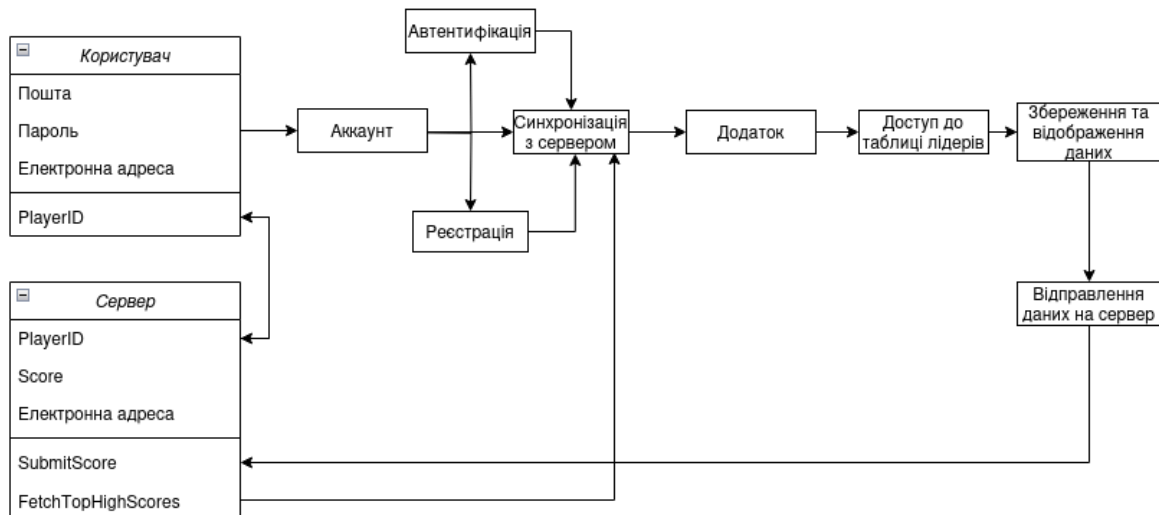 Користувач
Пошта
Пароль
Електронна адреса
PlayerID
Сервер
PlayerID
Score
Електронна адреса
SubmitScore
FetchTopHighScores
Аккаунт
Автентифікація
Реєстрація
Синхронізація
з сервером
Додаток
Доступ до
таблиці лідерів
Збереження та
відображення
даних
Відправлення
даних на сервер